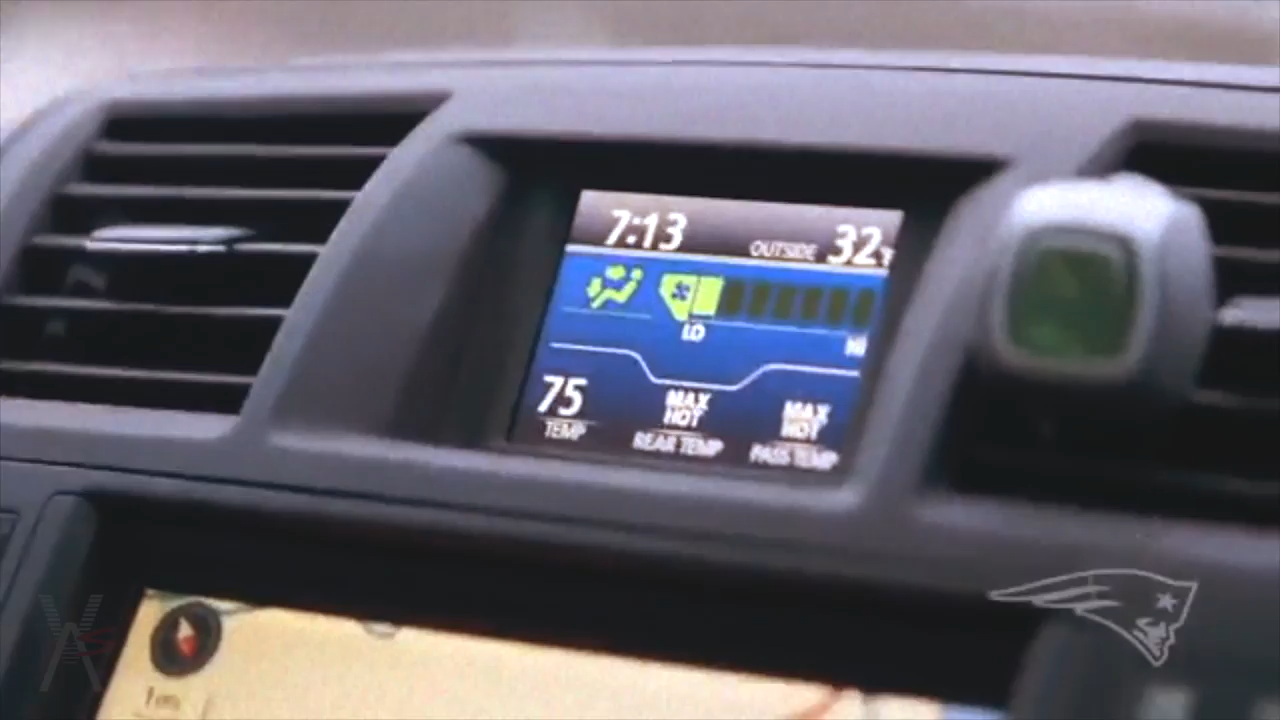 7:13 OUTSIDE 32°F
LO HI
75 MAX HOT MAX HOT
TEMP REAR TEMP PASS TEMP